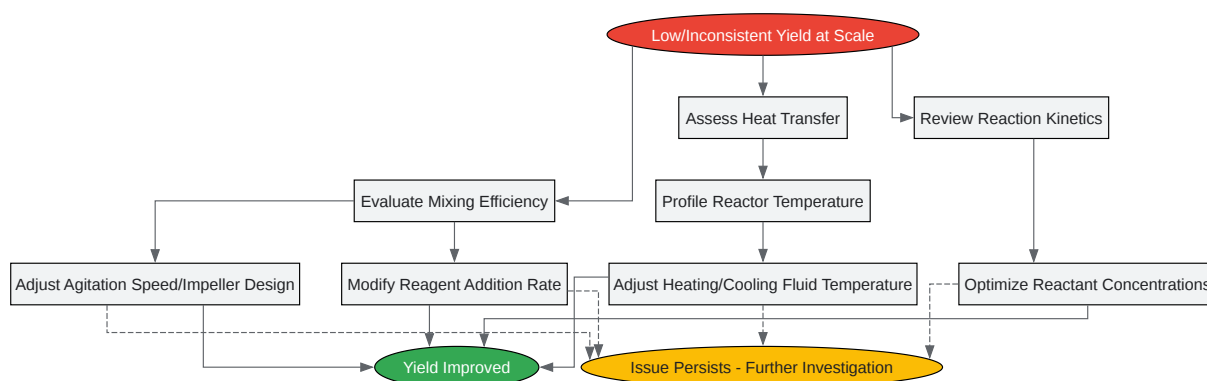 Low/Inconsistent Yield at Scale
Assess Heat Transfer
Review Reaction Kinetics
Evaluate Mixing Efficiency
Profile Reactor Temperature
Adjust Agitation Speed/Impeller Design
Modify Reagent Addition Rate
Adjust Heating/Cooling Fluid Temperature
Optimize Reactant Concentrations
Yield Improved
Issue Persists - Further Investigation